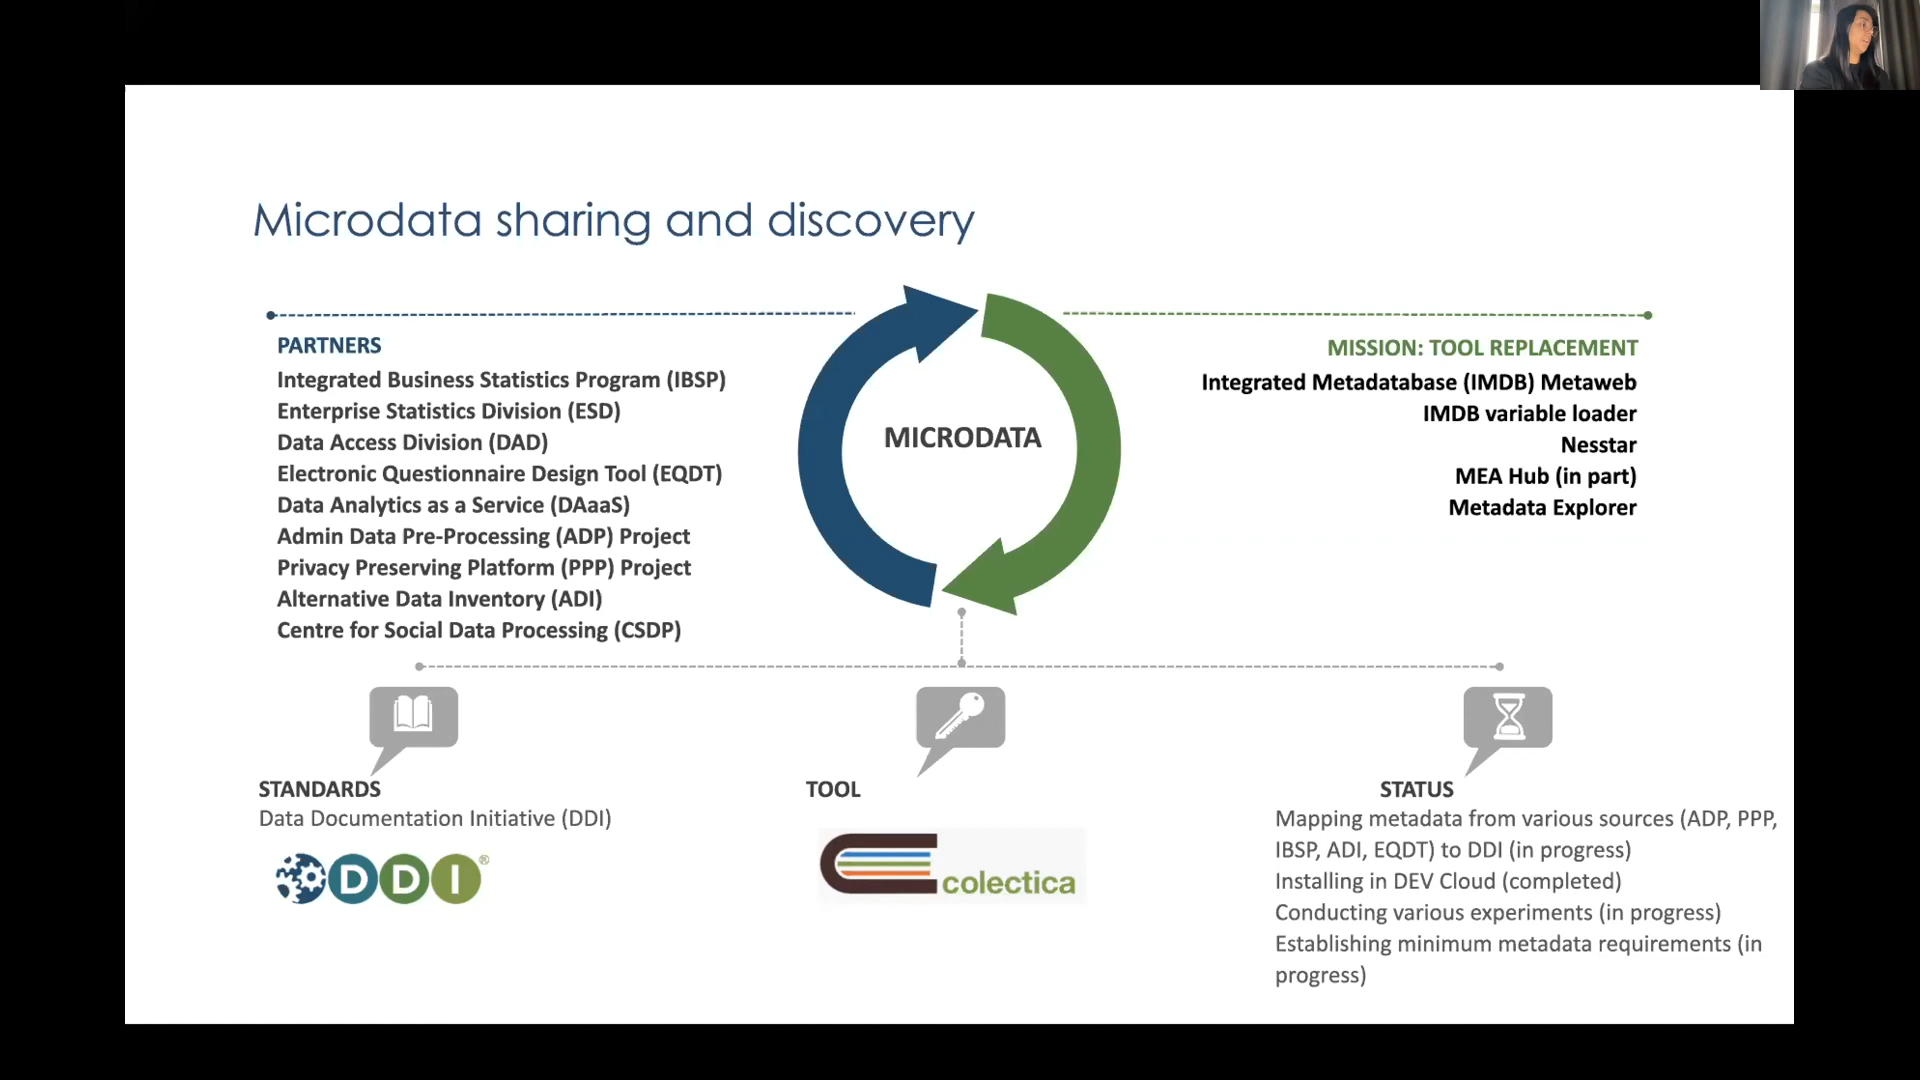 Microdata sharing and discovery
PARTNERS
Integrated Business Statistics Program (IBSP)
Enterprise Statistics Division (ESD)
Data Access Division (DAD)
Electronic Questionnaire Design Tool (EQDT)
Data Analytics as a Service (DAaaS)
Admin Data Pre-Processing (ADP) Project
Privacy Preserving Platform (PPP) Project
Alternative Data Inventory (ADI)
Centre for Social Data Processing (CSDP)
MICRODATA
MISSION: TOOL REPLACEMENT
Integrated Metadatabase (IMDB) Metaweb
IMDB variable loader
Nesstar
MEA Hub (in part)
Metadata Explorer
STANDARDS
Data Documentation Initiative (DDI)
DDI®
TOOL
colectica
STATUS
Mapping metadata from various sources (ADP, PPP,
IBSP, ADI, EQDT) to DDI (in progress)
Installing in DEV Cloud (completed)
Conducting various experiments (in progress)
Establishing minimum metadata requirements (in
progress)